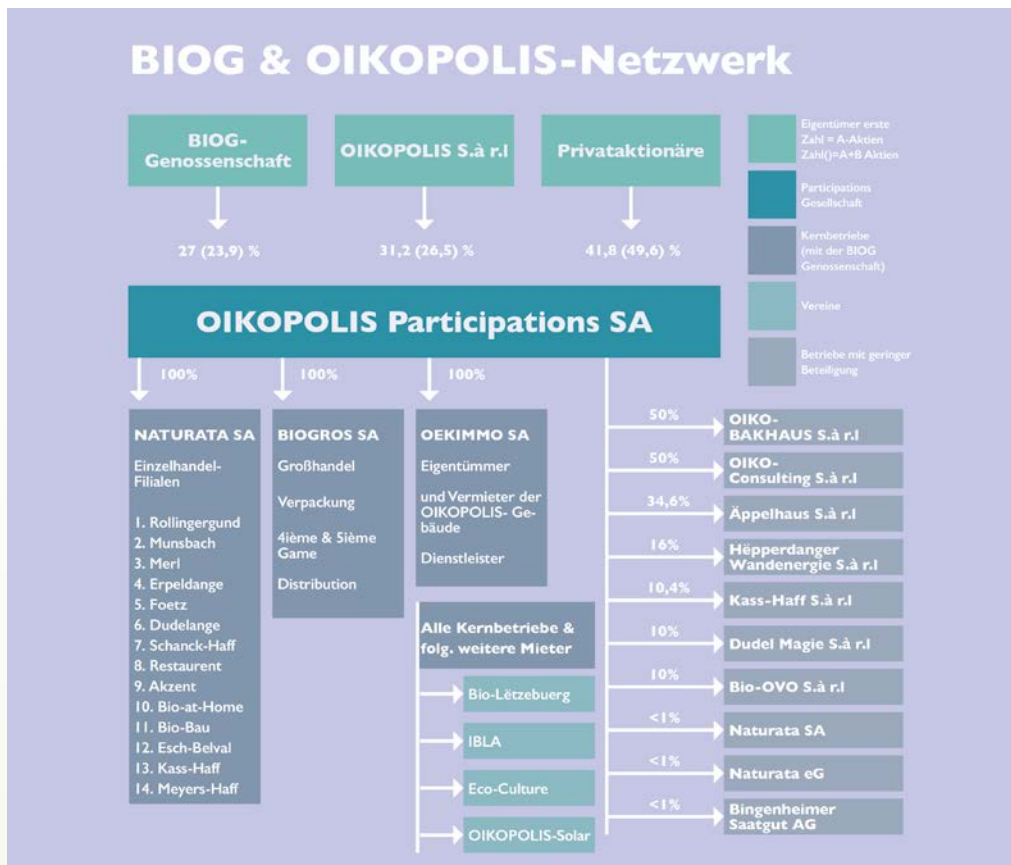 BIOG & OIKOPOLIS-Netzwerk
BIOG-
Genossenschaft
OIKOPOLIS S.à r.l
Privataktionäre
27 (23,9) %
31,2 (26,5) %
41,8 (49,6) %
Eigentümer erste
Zahl = A-Aktien
Zahl()=A+B Aktien
Participations
Gesellschaft
Kernbetriebe
(mit der BIOG
Genossenschaft)
Vereine
Betriebe mit geringer
Beteiligung
OIKOPOLIS Participations SA
100%
100%
100%
NATURATA SA
Einzelhandel-
Filialen
1. Rollingergund
2. Munsbach
3. Merl
4. Erpeldange
5. Foetz
6. Dudelange
7. Schanck-Haff
8. Restaurent
9. Akzent
10. Bio-at-Home
11. Bio-Bau
12. Esch-Belval
13. Kass-Haff
14. Meyers-Haff
BIOGROS SA
Großhandel
Verpackung
4ième & 5ième
Game
Distribution
OEKIMMO SA
Eigentümmer
und Vermieter der
OIKOPOLIS- Ge-
bäude
Dienstleister
Alle Kernbetriebe &
folg. weitere Mieter
Bio-Lëtzebuerg
IBLA
Eco-Culture
OIKOPOLIS-Solar
50%
OIKO-
BAKHAUS S.à r.l
50%
OIKO-
Consulting S.à r.l
34,6%
Äppelhaus S.à r.l
16%
Hëpperdanger
Wandenergie S.à r.l
10,4%
Kass-Haff S.à r.l
10%
Dudel Magie S.à r.l
10%
Bio-OVO S.à r.l
<1%
Naturata SA
<1%
Naturata eG
<1%
Bingenheimer
Saatgut AG